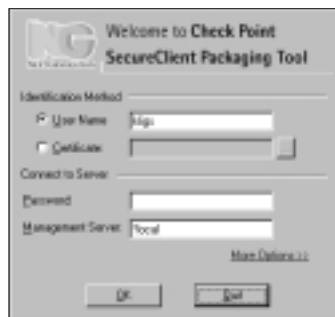 NG
Welcome to Check Point
SecureClient Packaging Tool
Identification Method
User Name
Certificate:
Connect to Server
Password
Management Server:
More Options >>
OK